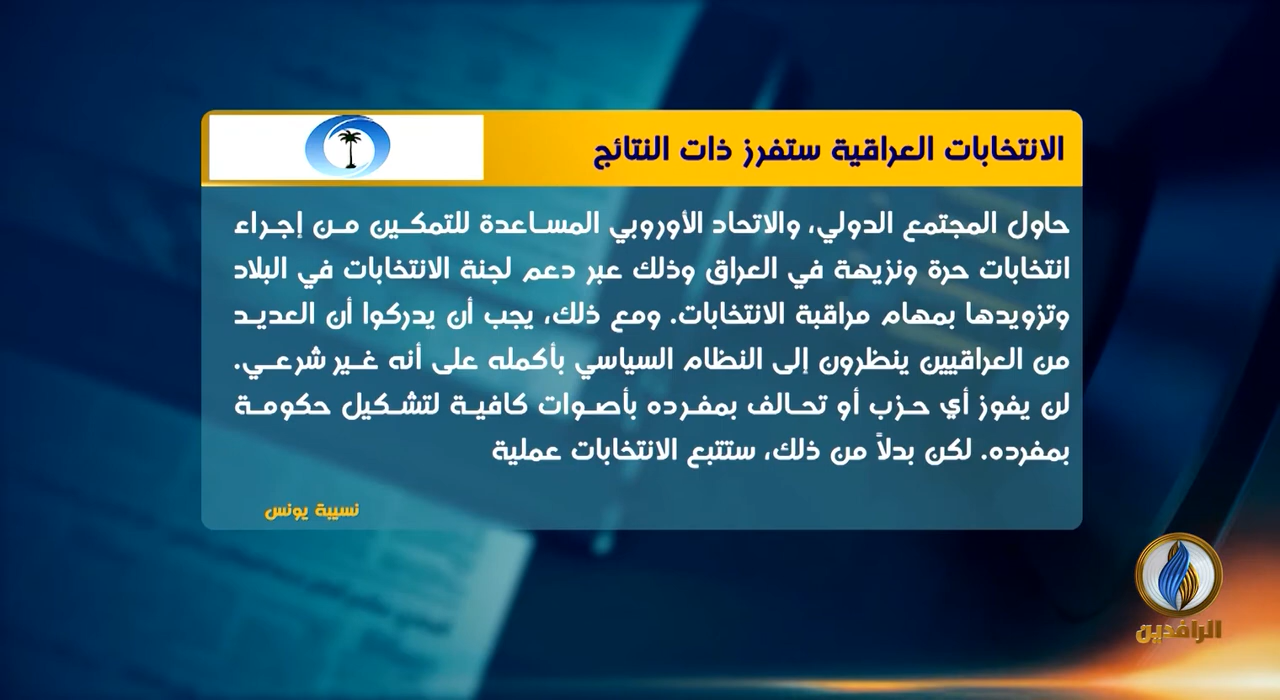 الانتخابات العراقية ستفرز ذات النتائج
حاول المجتمع الدولي، والاتحاد الأوروبي المساعدة للتمكين من إجراء
انتخابات حرة ونزيهة في العراق وذلك عبر دعم لجنة الانتخابات في البلاد
وتزويدها بمهام مراقبة الانتخابات. ومع ذلك، يجب أن يدركوا أن العديد
من العراقيين ينظرون إلى النظام السياسي بأكمله على أنه غير شرعي.
لن يفوز أي حزب أو تحالف بمفرده بأصوات كافية لتشكيل حكومة
بمفرده. لكن بدلاً من ذلك، ستتبع الانتخابات عملية
نسيبة يونس
الرافدين